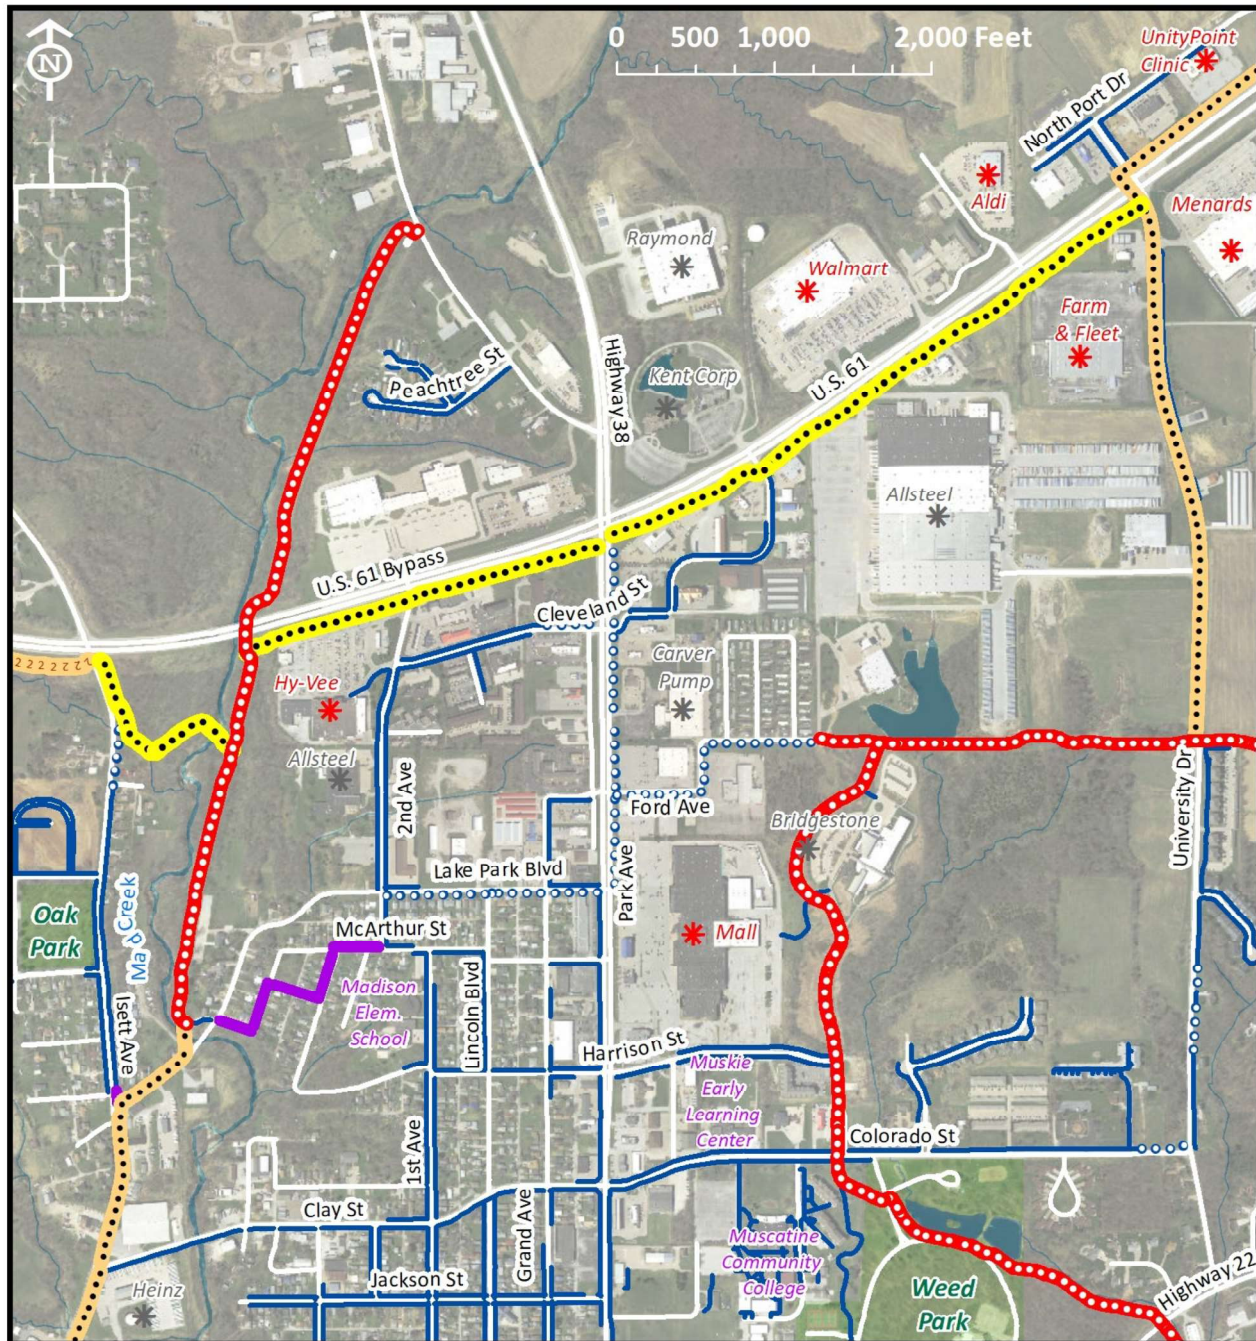 N
0 500 1,000 2,000 Feet
UnityPoint
Clinic
North Port Dr
Aldi
Menards
Raymond
Walmart
Farm
& Fleet
Highway 38
Peachtree St
Kent Corp
U.S. 61
Allsteel
U.S. 61 Bypass
Cleveland St
Carver
Pump
222222
Hy-Vee
Allsteel
2nd Ave
Ford Ave
Bridgestone
University Dr
Lake Park Blvd
Park Ave
Oak
Park
Mad Creek
McArthur St
Mall
Madison
Elem.
School
Lincoln Blvd
Isett Ave
Harrison St
Muskie
Early
Learning
Center
Colorado St
1st Ave
Clay St
Grand Ave
Muscatine
Community
College
Jackson St
Heinz
Weed
Park
Highway 22